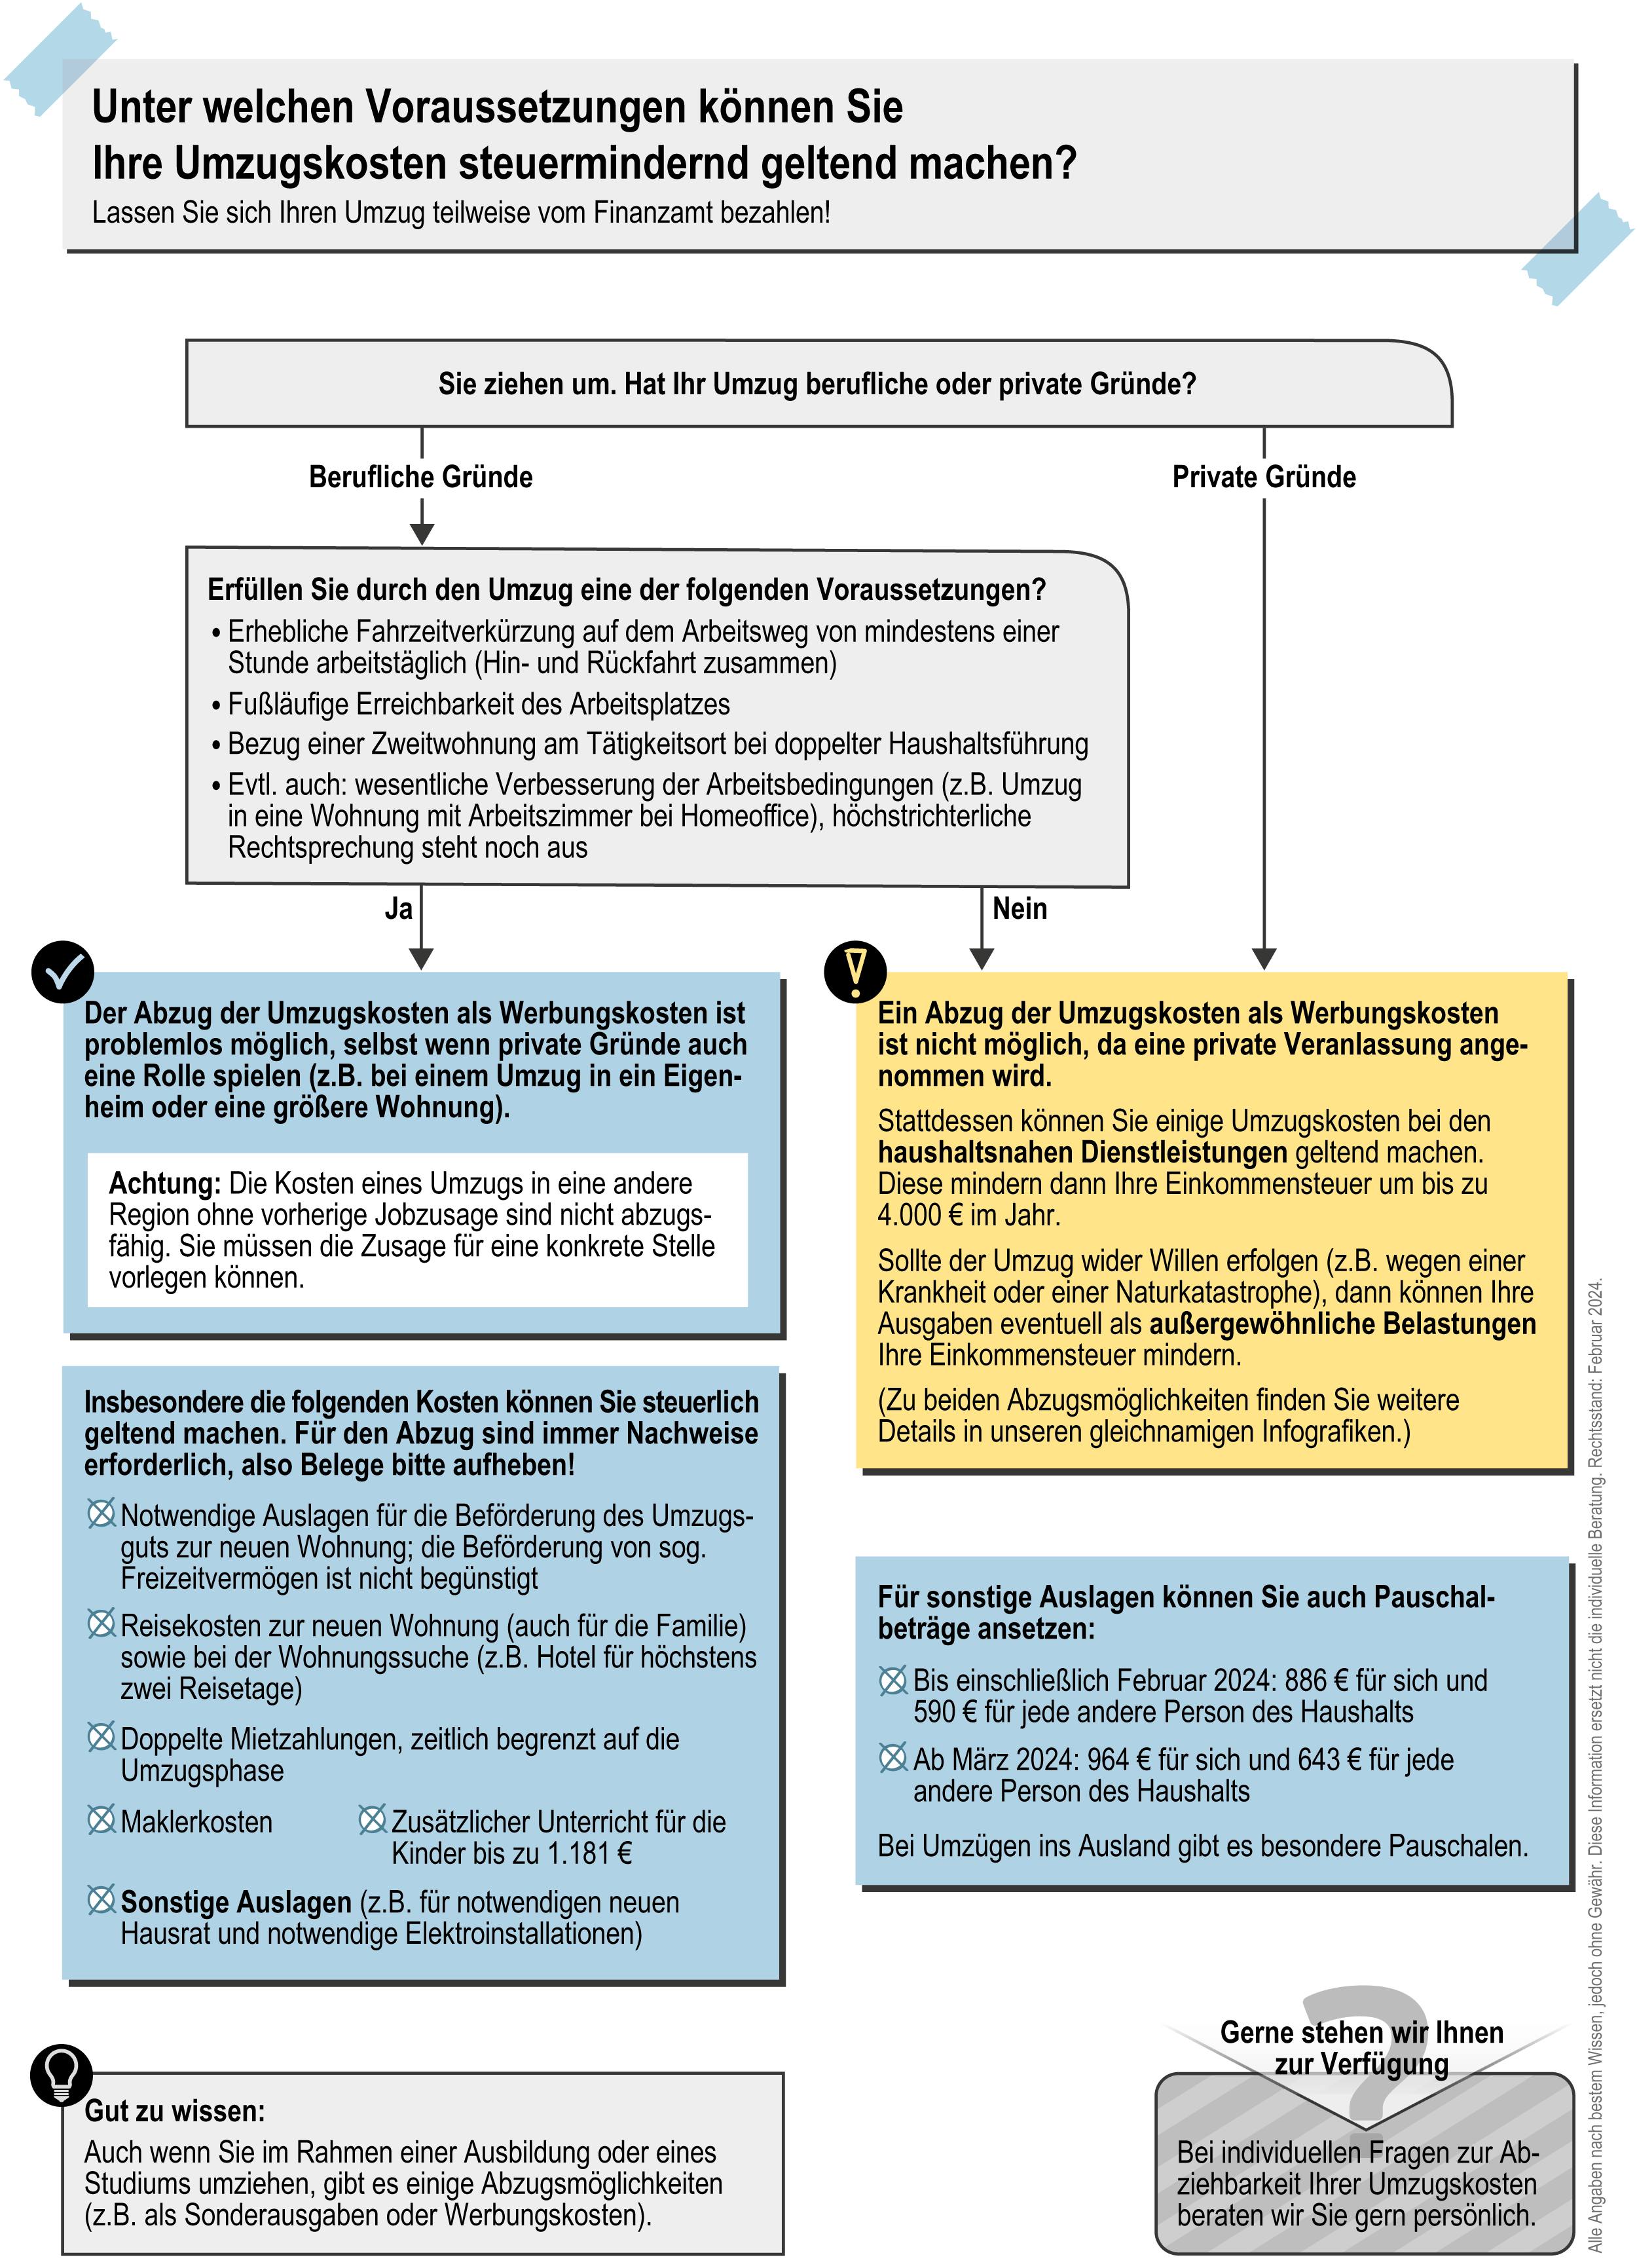 Unter welchen Voraussetzungen können Sie
Ihre Umzugskosten steuermindernd geltend machen?
Lassen Sie sich Ihren Umzug teilweise vom Finanzamt bezahlen!
Sie ziehen um. Hat Ihr Umzug berufliche oder private Gründe?
Berufliche Gründe
Private Gründe
Erfüllen Sie durch den Umzug eine der folgenden Voraussetzungen?
• Erhebliche Fahrzeitverkürzung auf dem Arbeitsweg von mindestens einer
Stunde arbeitstäglich (Hin- und Rückfahrt zusammen)
• Fußläufige Erreichbarkeit des Arbeitsplatzes
• Bezug einer Zweitwohnung am Tätigkeitsort bei doppelter Haushaltsführung
• Evtl. auch: wesentliche Verbesserung der Arbeitsbedingungen (z.B. Umzug
in eine Wohnung mit Arbeitszimmer bei Homeoffice), höchstrichterliche
Rechtsprechung steht noch aus
Ja
Nein
Der Abzug der Umzugskosten als Werbungskosten ist
problemlos möglich, selbst wenn private Gründe auch
eine Rolle spielen (z.B. bei einem Umzug in ein Eigen-
heim oder eine größere Wohnung).
Achtung: Die Kosten eines Umzugs in eine andere
Region ohne vorherige Jobzusage sind nicht abzugs-
fähig. Sie müssen die Zusage für eine konkrete Stelle
vorlegen können.
Ein Abzug der Umzugskosten als Werbungskosten
ist nicht möglich, da eine private Veranlassung ange-
nommen wird.
Stattdessen können Sie einige Umzugskosten bei den
haushaltsnahen Dienstleistungen geltend machen.
Diese mindern dann Ihre Einkommensteuer um bis zu
4.000 € im Jahr.
Sollte der Umzug wider Willen erfolgen (z.B. wegen einer
Krankheit oder einer Naturkatastrophe), dann können Ihre
Ausgaben eventuell als außergewöhnliche Belastungen
Ihre Einkommensteuer mindern.
(Zu beiden Abzugsmöglichkeiten finden Sie weitere
Details in unseren gleichnamigen Infografiken.)
Insbesondere die folgenden Kosten können Sie steuerlich
geltend machen. Für den Abzug sind immer Nachweise
erforderlich, also Belege bitte aufheben!
Notwendige Auslagen für die Beförderung des Umzugs-
guts zur neuen Wohnung; die Beförderung von sog.
Freizeitvermögen ist nicht begünstigt
Reisekosten zur neuen Wohnung (auch für die Familie)
sowie bei der Wohnungssuche (z.B. Hotel für höchstens
zwei Reisetage)
Doppelte Mietzahlungen, zeitlich begrenzt auf die
Umzugsphase
Maklerkosten
Zusätzlicher Unterricht für die
Kinder bis zu 1.181 €
Sonstige Auslagen (z.B. für notwendigen neuen
Hausrat und notwendige Elektroinstallationen)
Für sonstige Auslagen können Sie auch Pauschal-
beträge ansetzen:
Bis einschließlich Februar 2024: 886 € für sich und
590 € für jede andere Person des Haushalts
Ab März 2024: 964 € für sich und 643 € für jede
andere Person des Haushalts
Bei Umzügen ins Ausland gibt es besondere Pauschalen.
Gut zu wissen:
Auch wenn Sie im Rahmen einer Ausbildung oder eines
Studiums umziehen, gibt es einige Abzugsmöglichkeiten
(z.B. als Sonderausgaben oder Werbungskosten).
?
Gerne stehen wir Ihnen
zur Verfügung
Bei individuellen Fragen zur Ab-
ziehbarkeit Ihrer Umzugskosten
beraten wir Sie gern persönlich.
Alle Angaben nach bestem Wissen, jedoch ohne Gewähr. Diese Information ersetzt nicht die individuelle Beratung. Rechtsstand: Februar 2024.